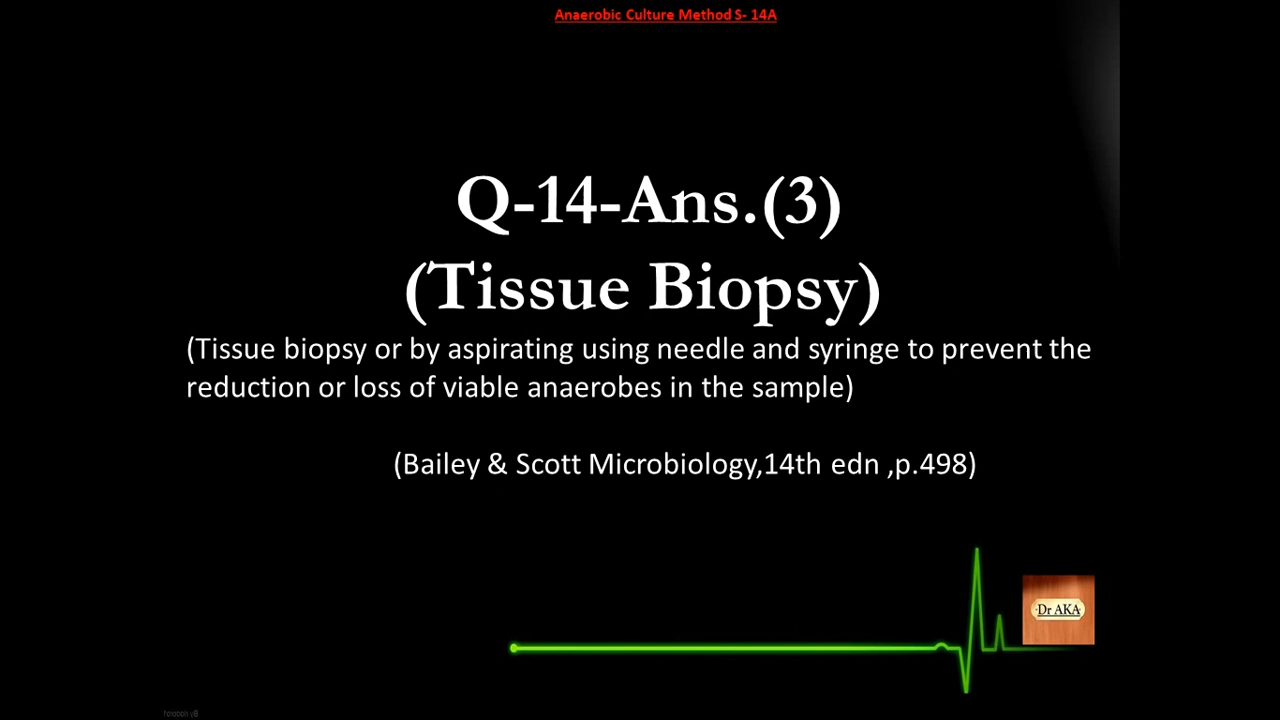 Anaerobic Culture Method S- 14A
Q-14-Ans.(3)
(Tissue Biopsy)
(Tissue biopsy or by aspirating using needle and syringe to prevent the
reduction or loss of viable anaerobes in the sample)
(Bailey & Scott Microbiology,14th edn ,p.498)
Dr AKA